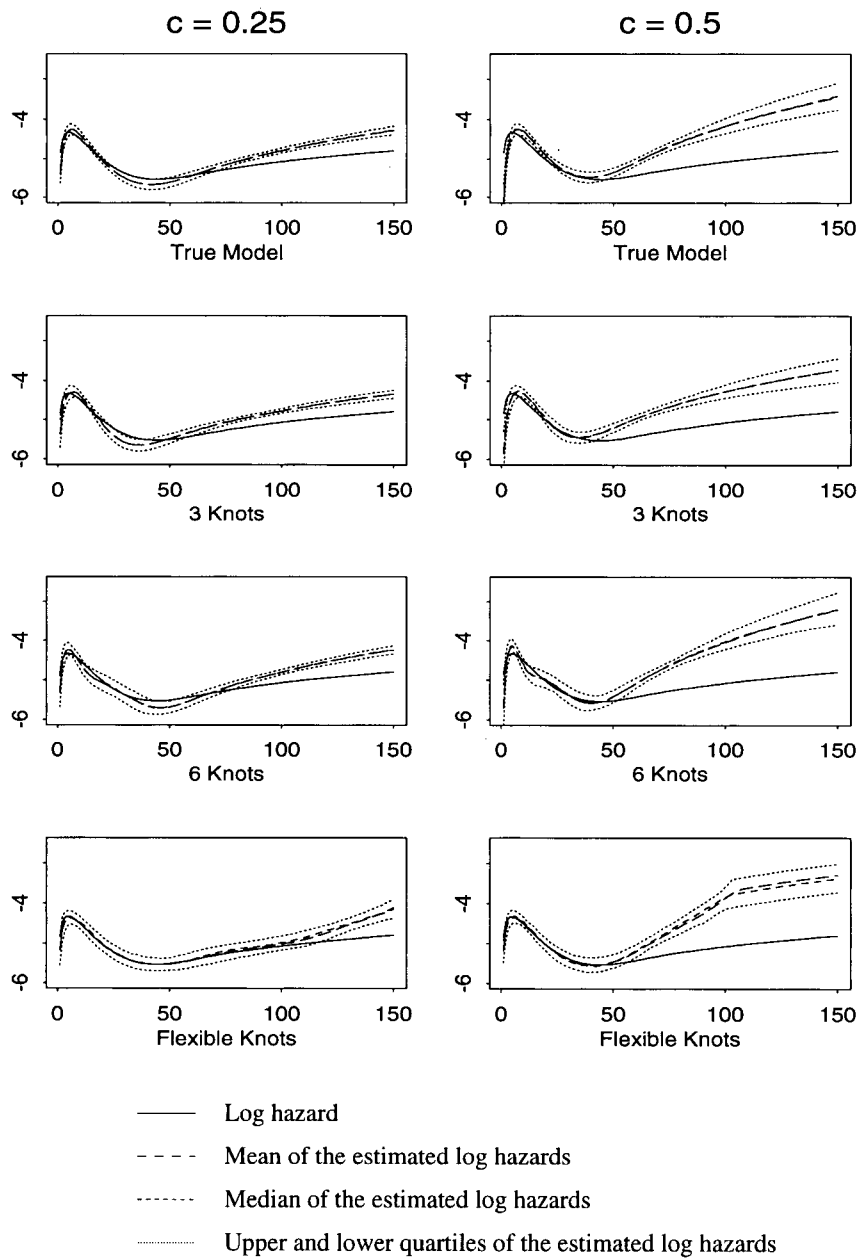 c = 0.25
c = 0.5
-4
-6
0 50 100 150
True Model
-4
-6
0 50 100 150
True Model
-4
-6
0 50 100 150
3 Knots
-4
-6
0 50 100 150
3 Knots
-4
-6
0 50 100 150
6 Knots
-4
-6
0 50 100 150
6 Knots
-4
-6
0 50 100 150
Flexible Knots
-4
-6
0 50 100 150
Flexible Knots
Log hazard
Mean of the estimated log hazards
Median of the estimated log hazards
Upper and lower quartiles of the estimated log hazards